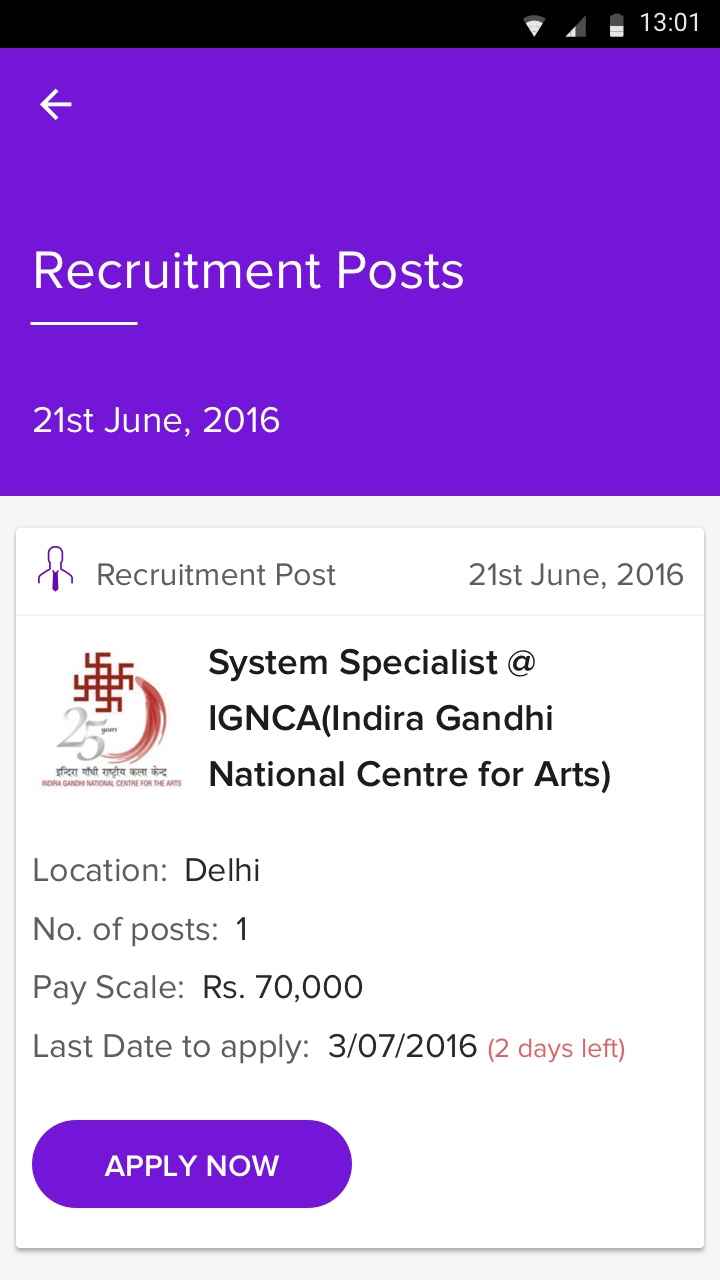 13:01
Recruitment Posts
21st June, 2016
Recruitment Post 21st June, 2016
25 years
इन्दिरा गाँधी राष्ट्रीय कला केन्द्र
INDIRA GANDHI NATIONAL CENTRE FOR THE ARTS
System Specialist @
IGNCA(Indira Gandhi
National Centre for Arts)
Location: Delhi
No. of posts: 1
Pay Scale: Rs. 70,000
Last Date to apply: 3/07/2016 (2 days left)
APPLY NOW